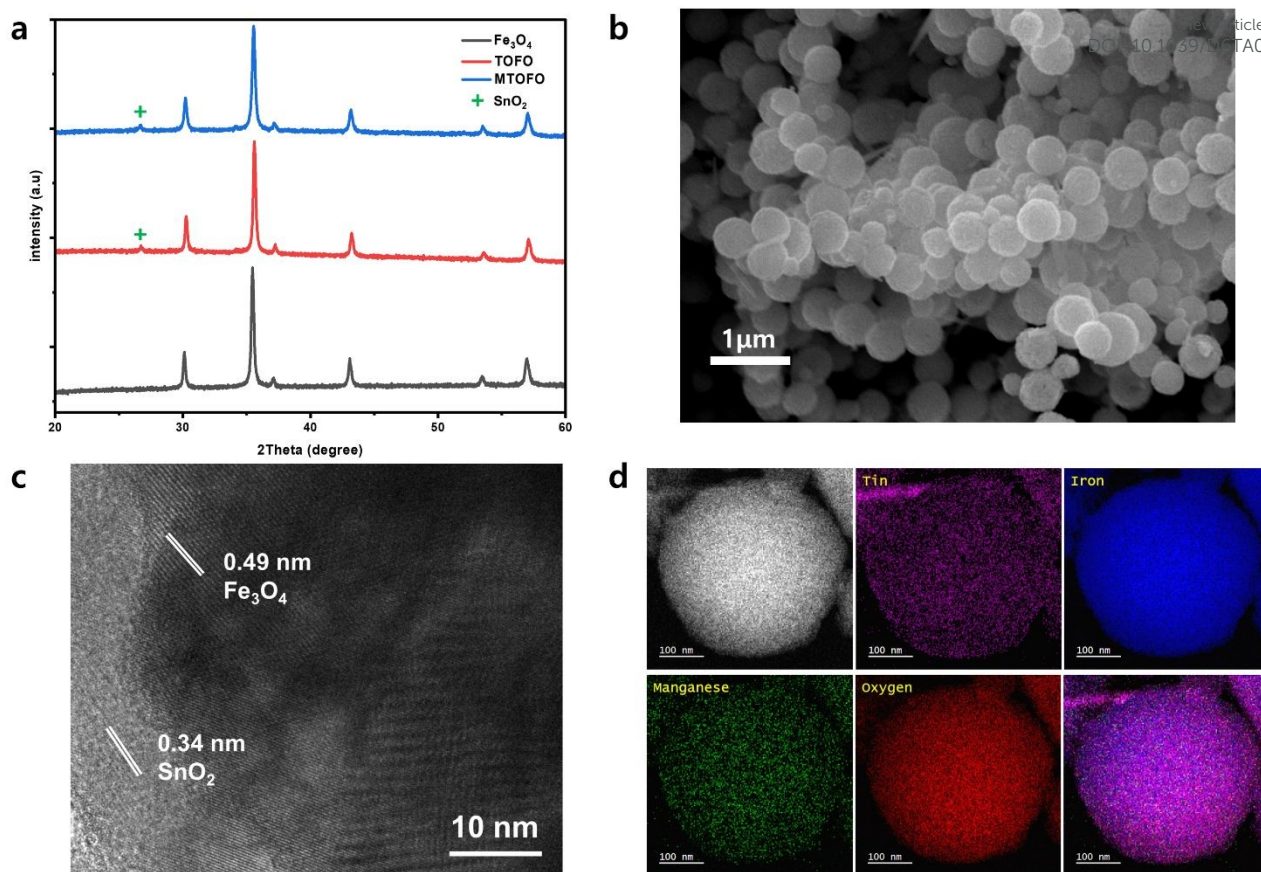 a
Fe₃O₄
TOFO
MTOFO
+ SnO₂
+
+
intensity (a.u)
20 30 40 50 60
2Theta (degree)
b
1μm
c
0.49 nm
Fe₃O₄
0.34 nm
SnO₂
10 nm
d
Tin
Iron
100 nm
100 nm
100 nm
Manganese
Oxygen
100 nm
100 nm
100 nm